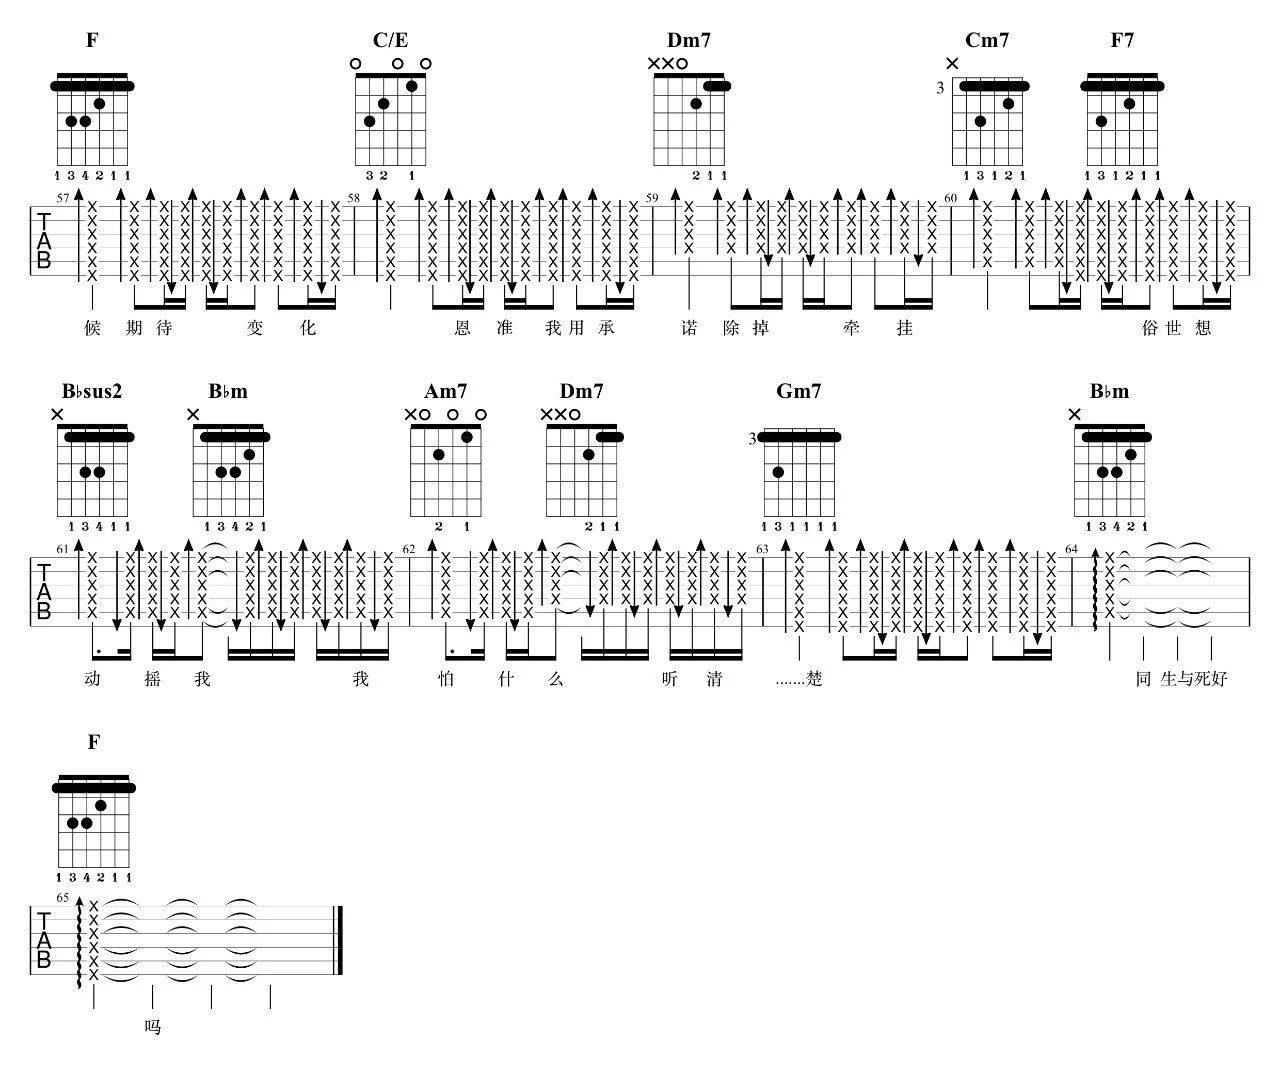 F C/E Dm7 Cm7 F7
× × × ×
3
1 3 4 2 1 1 3 2 1 2 1 1 1 3 1 2 1 1 3 1 2 1 1
57 58 59 60
T
A
B
候 期 待 变 化 恩 准 我 用 承 诺 除 掉 牵 挂 俗 世 想
B♭sus2 B♭m Am7 Dm7 Gm7 B♭m
× × × × × ×
3
1 3 4 1 1 1 3 4 2 1 2 1 2 1 1 1 3 1 1 1 1 1 3 4 2 1
61 62 63 64
T
A
B
动 摇 我 我 怕 什 么 听 清 .......楚 同 生与死好
F
1 3 4 2 1 1
65
T
A
B
吗